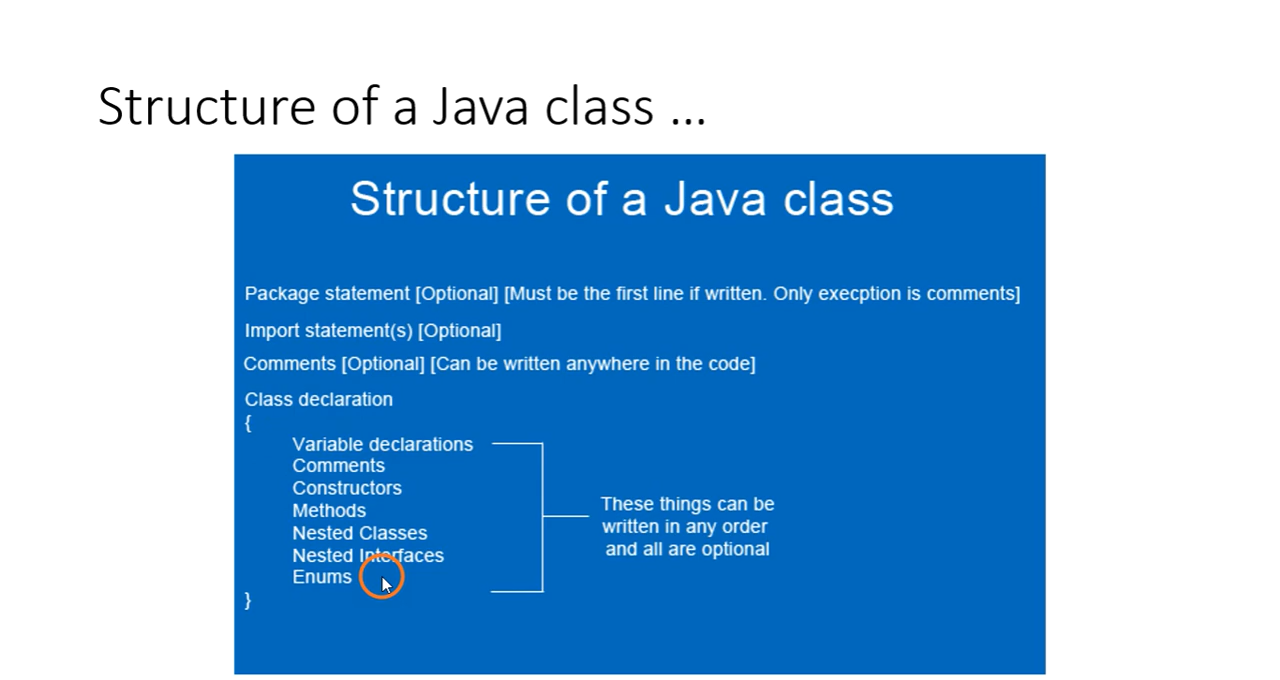 Structure of a Java class ...
Structure of a Java class
Package statement [Optional] [Must be the first line if written. Only execption is comments]
Import statement(s) [Optional]
Comments [Optional] [Can be written anywhere in the code]
Class declaration
{
Variable declarations
Comments
Constructors
Methods
Nested Classes
Nested Interfaces
Enums
}
These things can be
written in any order
and all are optional